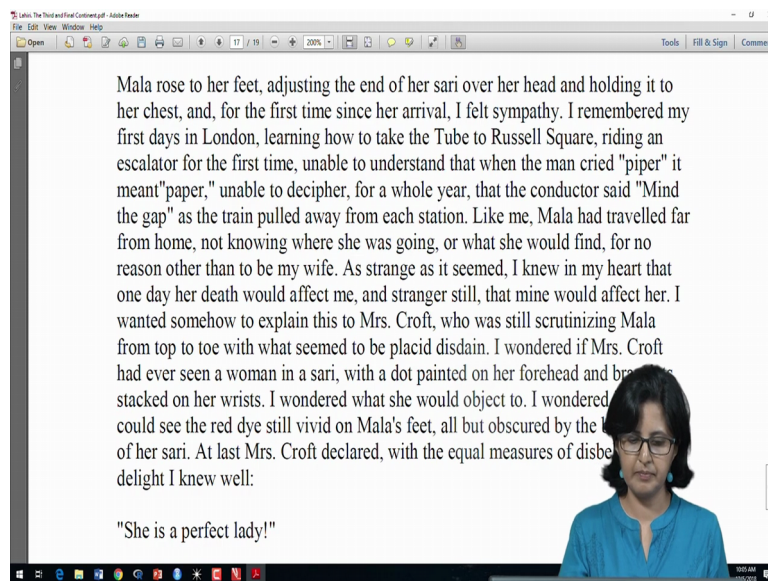 Lahiri. The Third and Final Continent.pdf - Adobe Reader
File Edit View Window Help
Open 17 / 19 200% Tools Fill & Sign Comme
Mala rose to her feet, adjusting the end of her sari over her head and holding it to
her chest, and, for the first time since her arrival, I felt sympathy. I remembered my
first days in London, learning how to take the Tube to Russell Square, riding an
escalator for the first time, unable to understand that when the man cried "piper" it
meant"paper," unable to decipher, for a whole year, that the conductor said "Mind
the gap" as the train pulled away from each station. Like me, Mala had travelled far
from home, not knowing where she was going, or what she would find, for no
reason other than to be my wife. As strange as it seemed, I knew in my heart that
one day her death would affect me, and stranger still, that mine would affect her. I
wanted somehow to explain this to Mrs. Croft, who was still scrutinizing Mala
from top to toe with what seemed to be placid disdain. I wondered if Mrs. Croft
had ever seen a woman in a sari, with a dot painted on her forehead and
stacked on her wrists. I wondered what she would object to. I wondered
could see the red dye still vivid on Mala's feet, all but obscured by the
of her sari. At last Mrs. Croft declared, with the equal measures of
delight I knew well:
"She is a perfect lady!"
10:05 AM